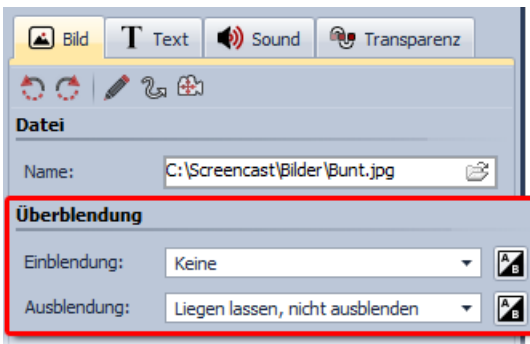 Bild Text Sound Transparenz
Datei
Name: C:\Screencast\Bilder\Bunt.jpg
Überblendung
Einblendung: Keine A B
Ausblendung: Liegen lassen, nicht ausblenden A B